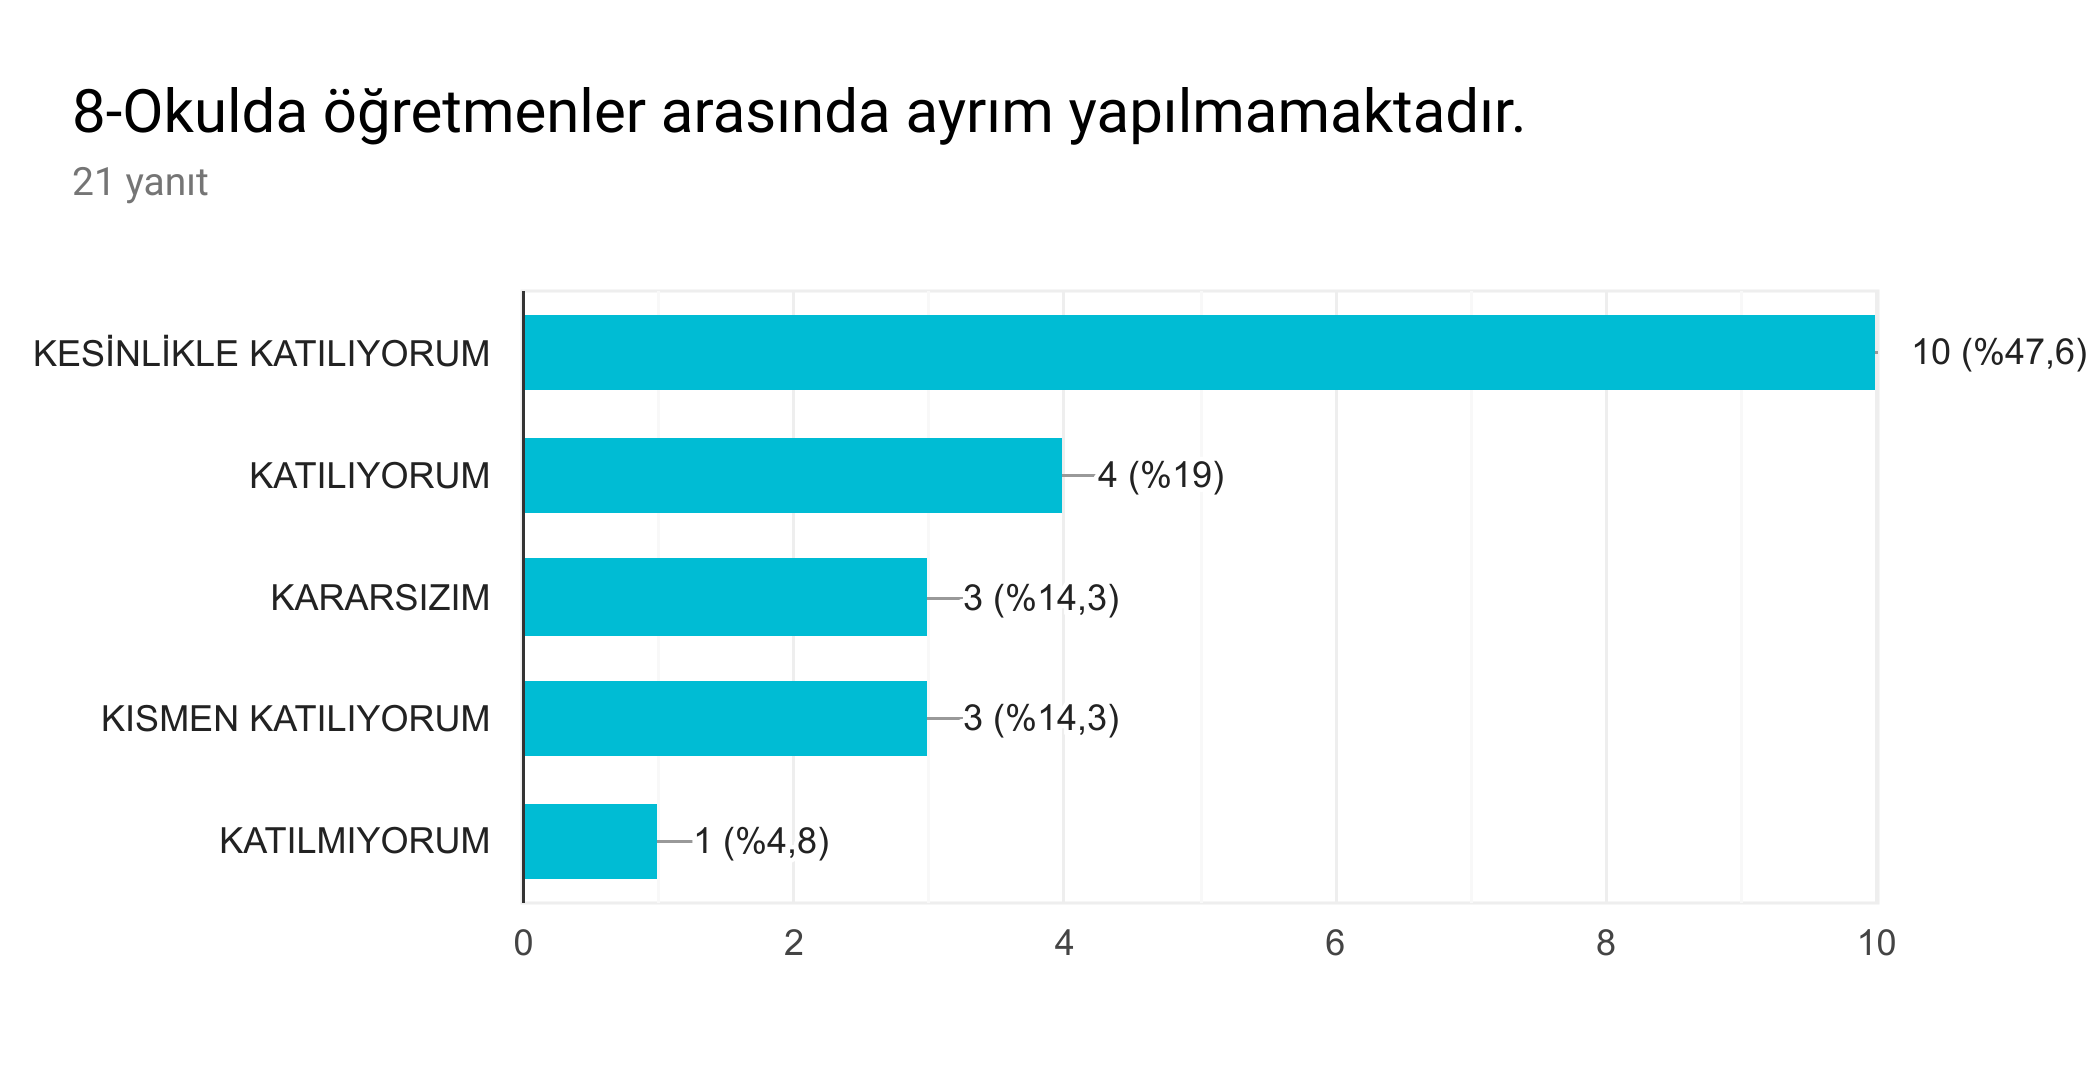 8-Okulda öğretmenler arasında ayrım yapılmamaktadır.
21 yanıt
KESİNLİKLE KATILIYORUM
10 (%47,6)
KATILIYORUM
4 (%19)
KARARSIZIM
3 (%14,3)
KISMEN KATILIYORUM
3 (%14,3)
KATILMIYORUM
1 (%4,8)
0 2 4 6 8 10